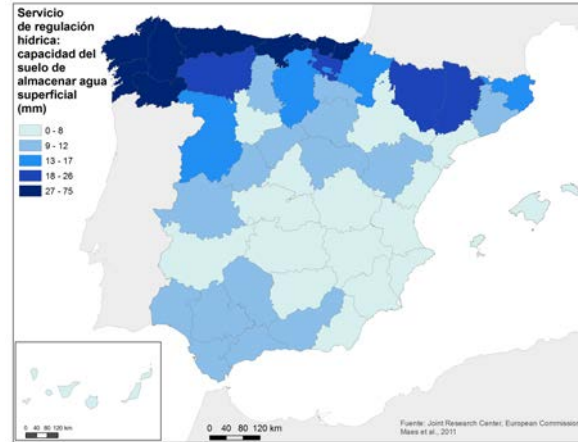 Servicio
de regulación
hídrica:
capacidad del
suelo de
almacenar agua
superficial
(mm)
0 - 8
9 - 12
13 - 17
18 - 26
27 - 75
0 40 80 120 km
0 40 80 120 km
Fuente: Joint Research Center, European Commission
Maes et al., 2011